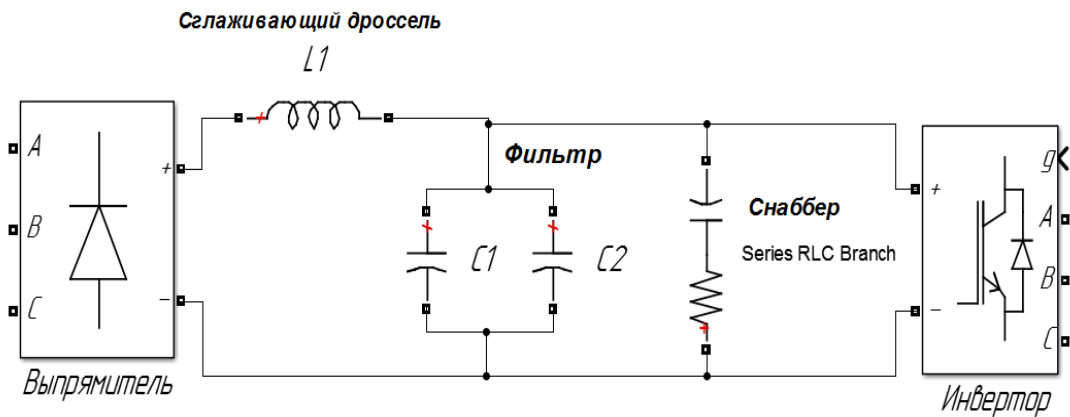 Сглаживающий дроссель
L1
A
B
C
+
−
Выпрямитель
Фильтр
C1
C2
Снаббер
Series RLC Branch
+
−
g
A
B
C
Инвертор